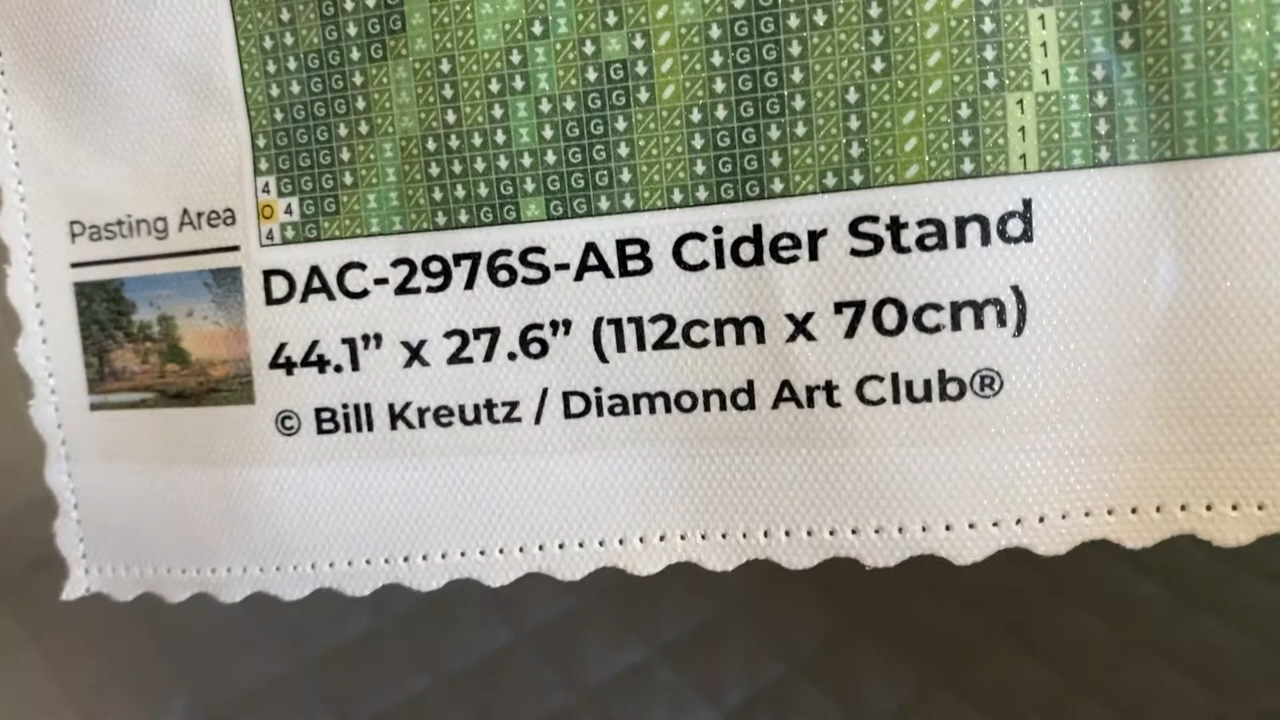 Pasting Area
DAC-2976S-AB Cider Stand
44.1” x 27.6” (112cm x 70cm)
© Bill Kreutz / Diamond Art Club®